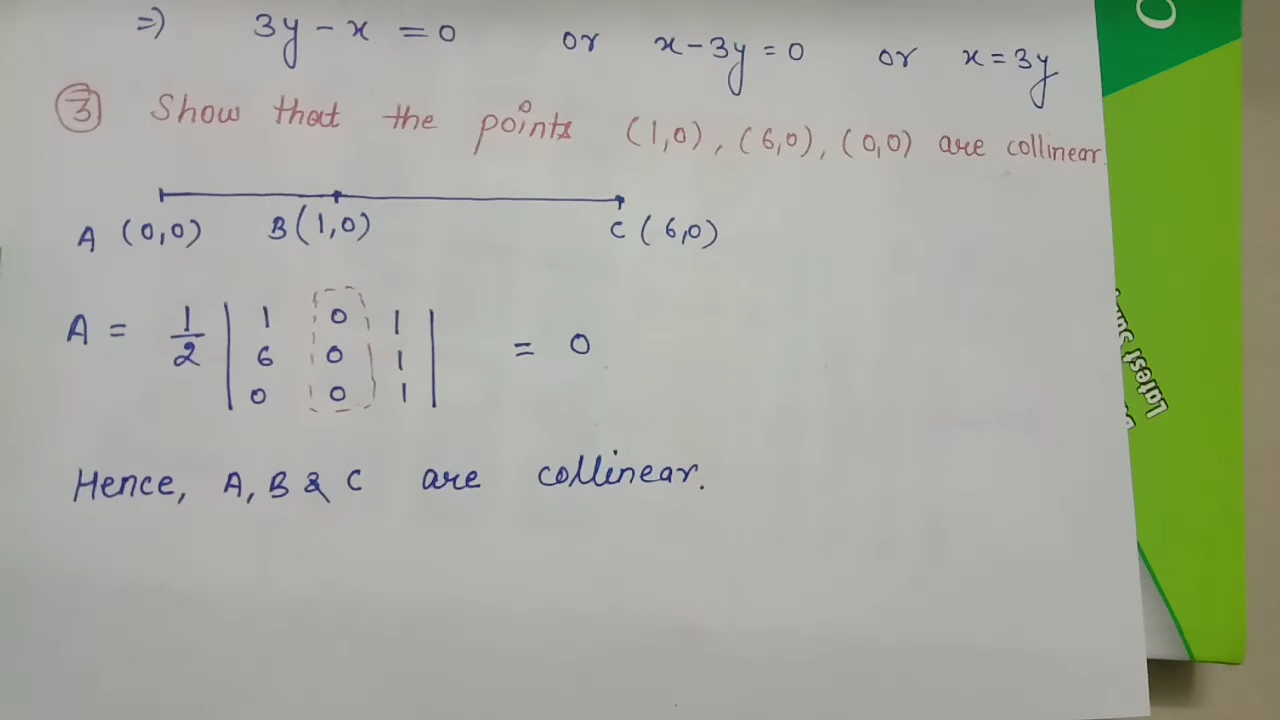 => 3y - x = 0 or x - 3y = 0 or x = 3y
③ Show that the points (1,0), (6,0), (0,0) are collinear.
A (0,0) B(1,0) C (6,0)
A = 1/2 | 1 0 1 |
| 6 0 1 | = 0
| 0 0 1 |
Hence, A, B & C are collinear.
Latest